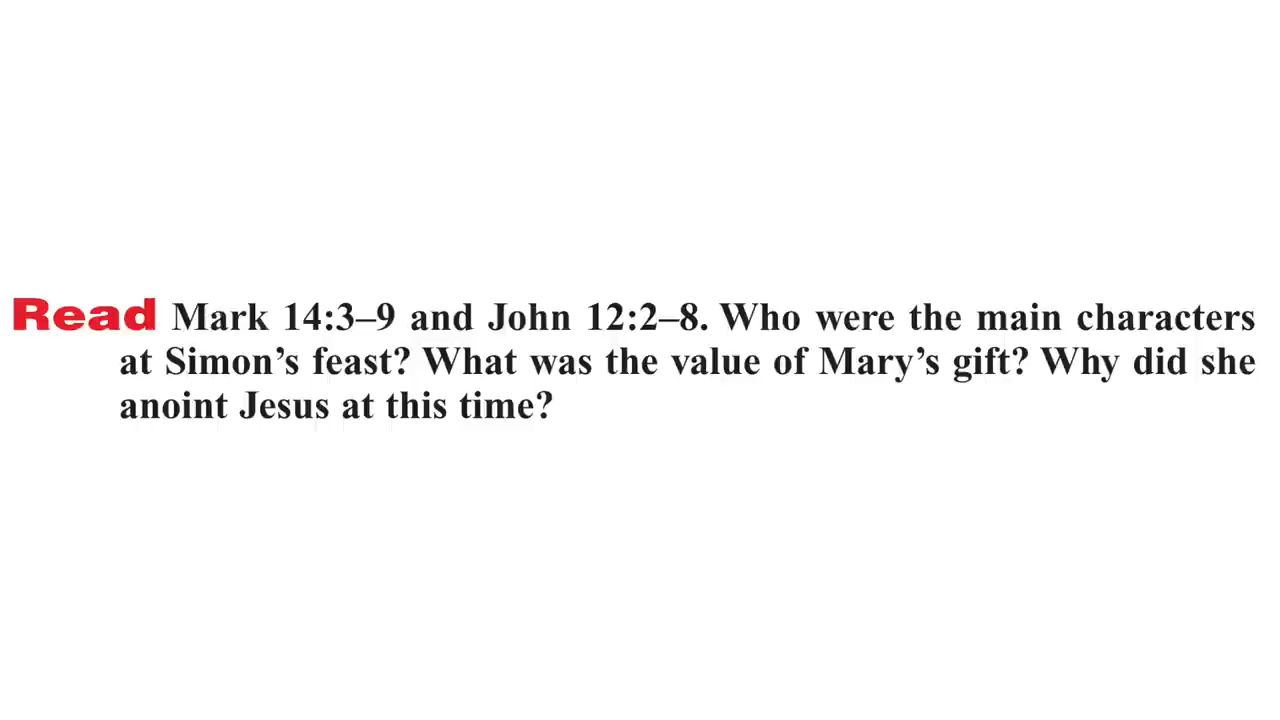 Read Mark 14:3–9 and John 12:2–8. Who were the main characters
at Simon’s feast? What was the value of Mary’s gift? Why did she
anoint Jesus at this time?